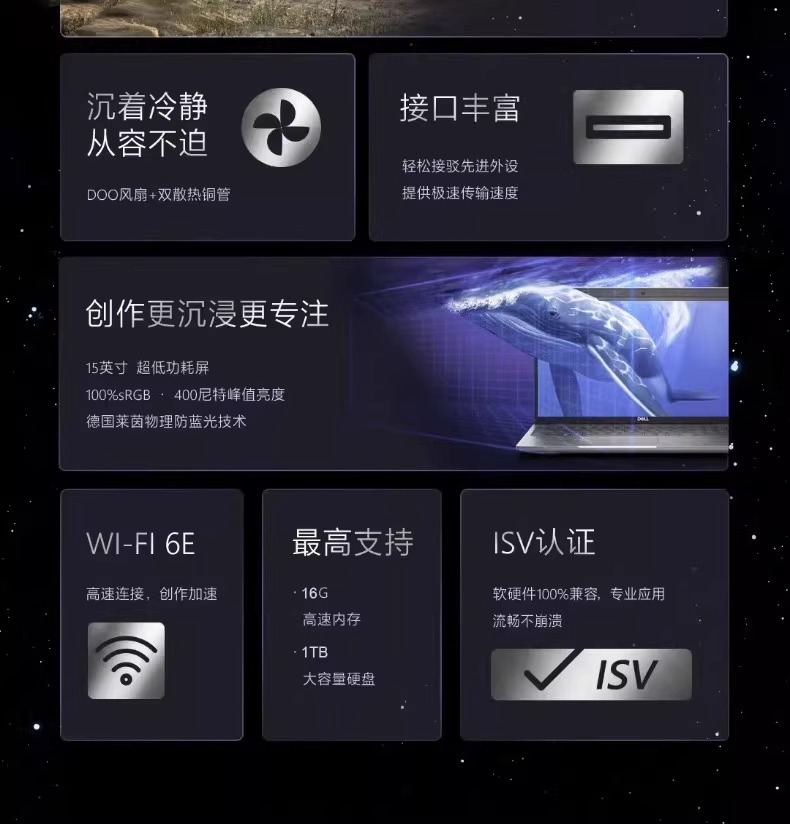 沉着冷静
从容不迫
DOO风扇+双散热铜管
接口丰富
轻松接驳先进外设
提供极速传输速度
创作更沉浸更专注
15英寸 超低功耗屏
100%sRGB · 400尼特峰值亮度
德国莱茵物理防蓝光技术
DELL
WI-FI 6E
高速连接，创作加速
最高支持
· 16G
高速内存
· 1TB
大容量硬盘
ISV认证
软硬件100%兼容, 专业应用
流畅不崩溃
ISV